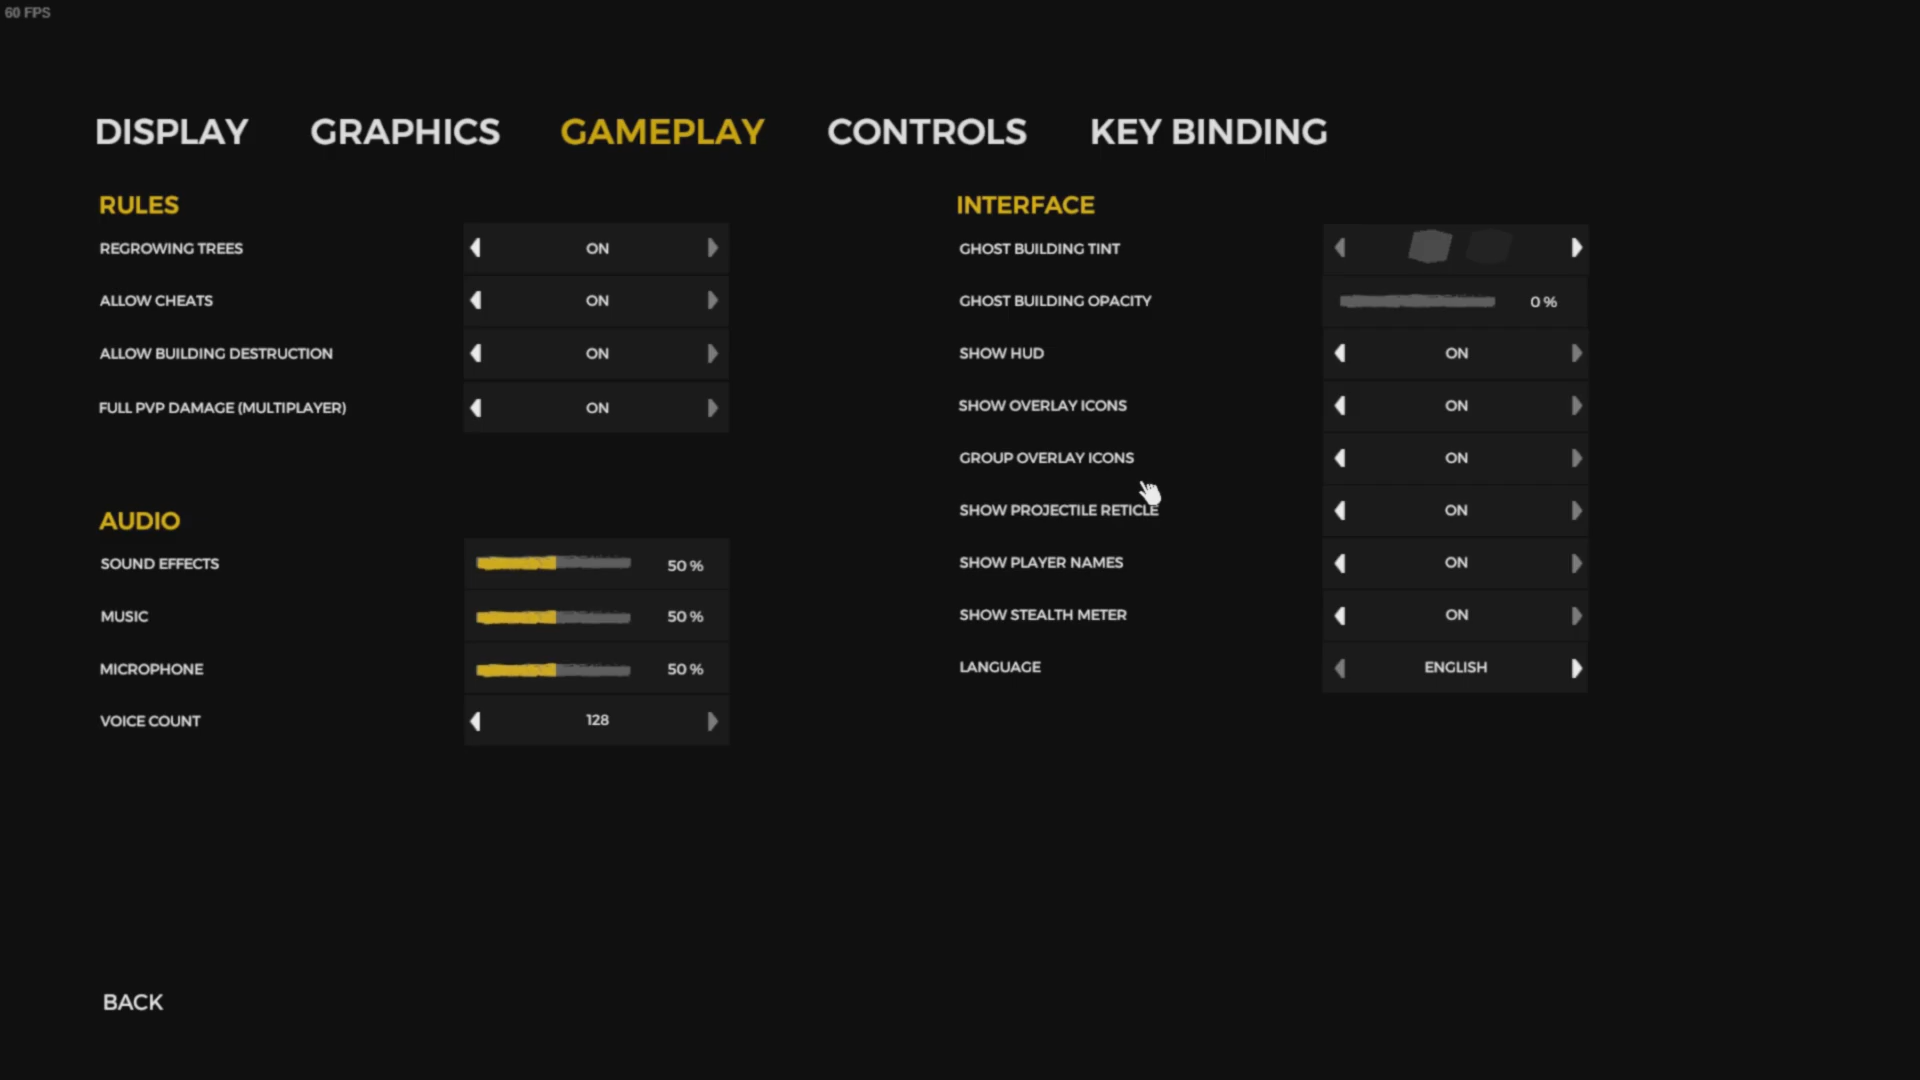 60 FPS
DISPLAY GRAPHICS GAMEPLAY CONTROLS KEY BINDING
RULES
REGROWING TREES ON
ALLOW CHEATS ON
ALLOW BUILDING DESTRUCTION ON
FULL PVP DAMAGE (MULTIPLAYER) ON
AUDIO
SOUND EFFECTS 50 %
MUSIC 50 %
MICROPHONE 50 %
VOICE COUNT 128
INTERFACE
GHOST BUILDING TINT
GHOST BUILDING OPACITY 0 %
SHOW HUD ON
SHOW OVERLAY ICONS ON
GROUP OVERLAY ICONS ON
SHOW PROJECTILE RETICLE ON
SHOW PLAYER NAMES ON
SHOW STEALTH METER ON
LANGUAGE ENGLISH
BACK